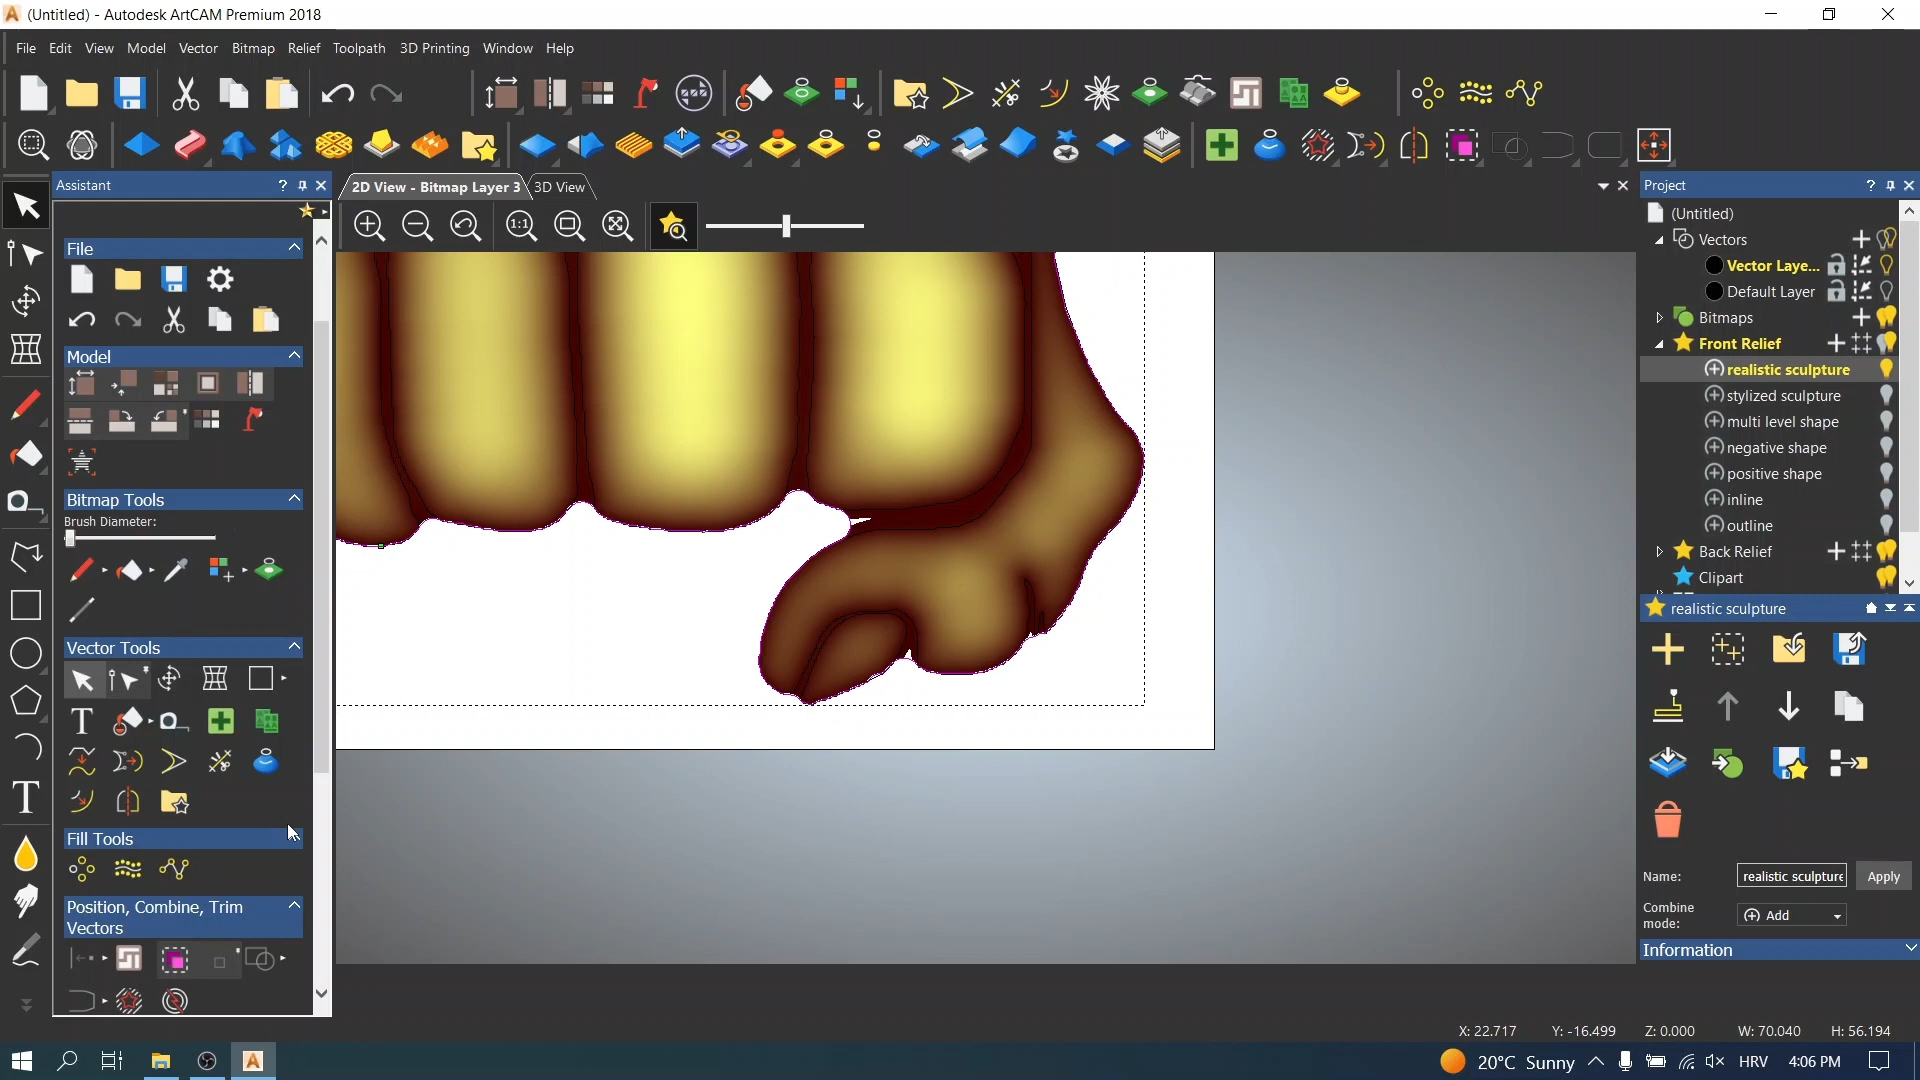 (Untitled) - Autodesk ArtCAM Premium 2018
File Edit View Model Vector Bitmap Relief Toolpath 3D Printing Window Help
Assistant
2D View - Bitmap Layer 3
3D View
1:1
File
Model
Bitmap Tools
Brush Diameter:
Vector Tools
Fill Tools
Position, Combine, Trim
Vectors
Project
(Untitled)
Vectors
Vector Laye...
Default Layer
Bitmaps
Front Relief
realistic sculpture
stylized sculpture
multi level shape
negative shape
positive shape
inline
outline
Back Relief
Clipart
realistic sculpture
Name: realistic sculpture Apply
Combine
mode:
Add
Information
X: 22.717 Y: -16.499 Z: 0.000 W: 70.040 H: 56.194
20°C Sunny HRV 4:06 PM